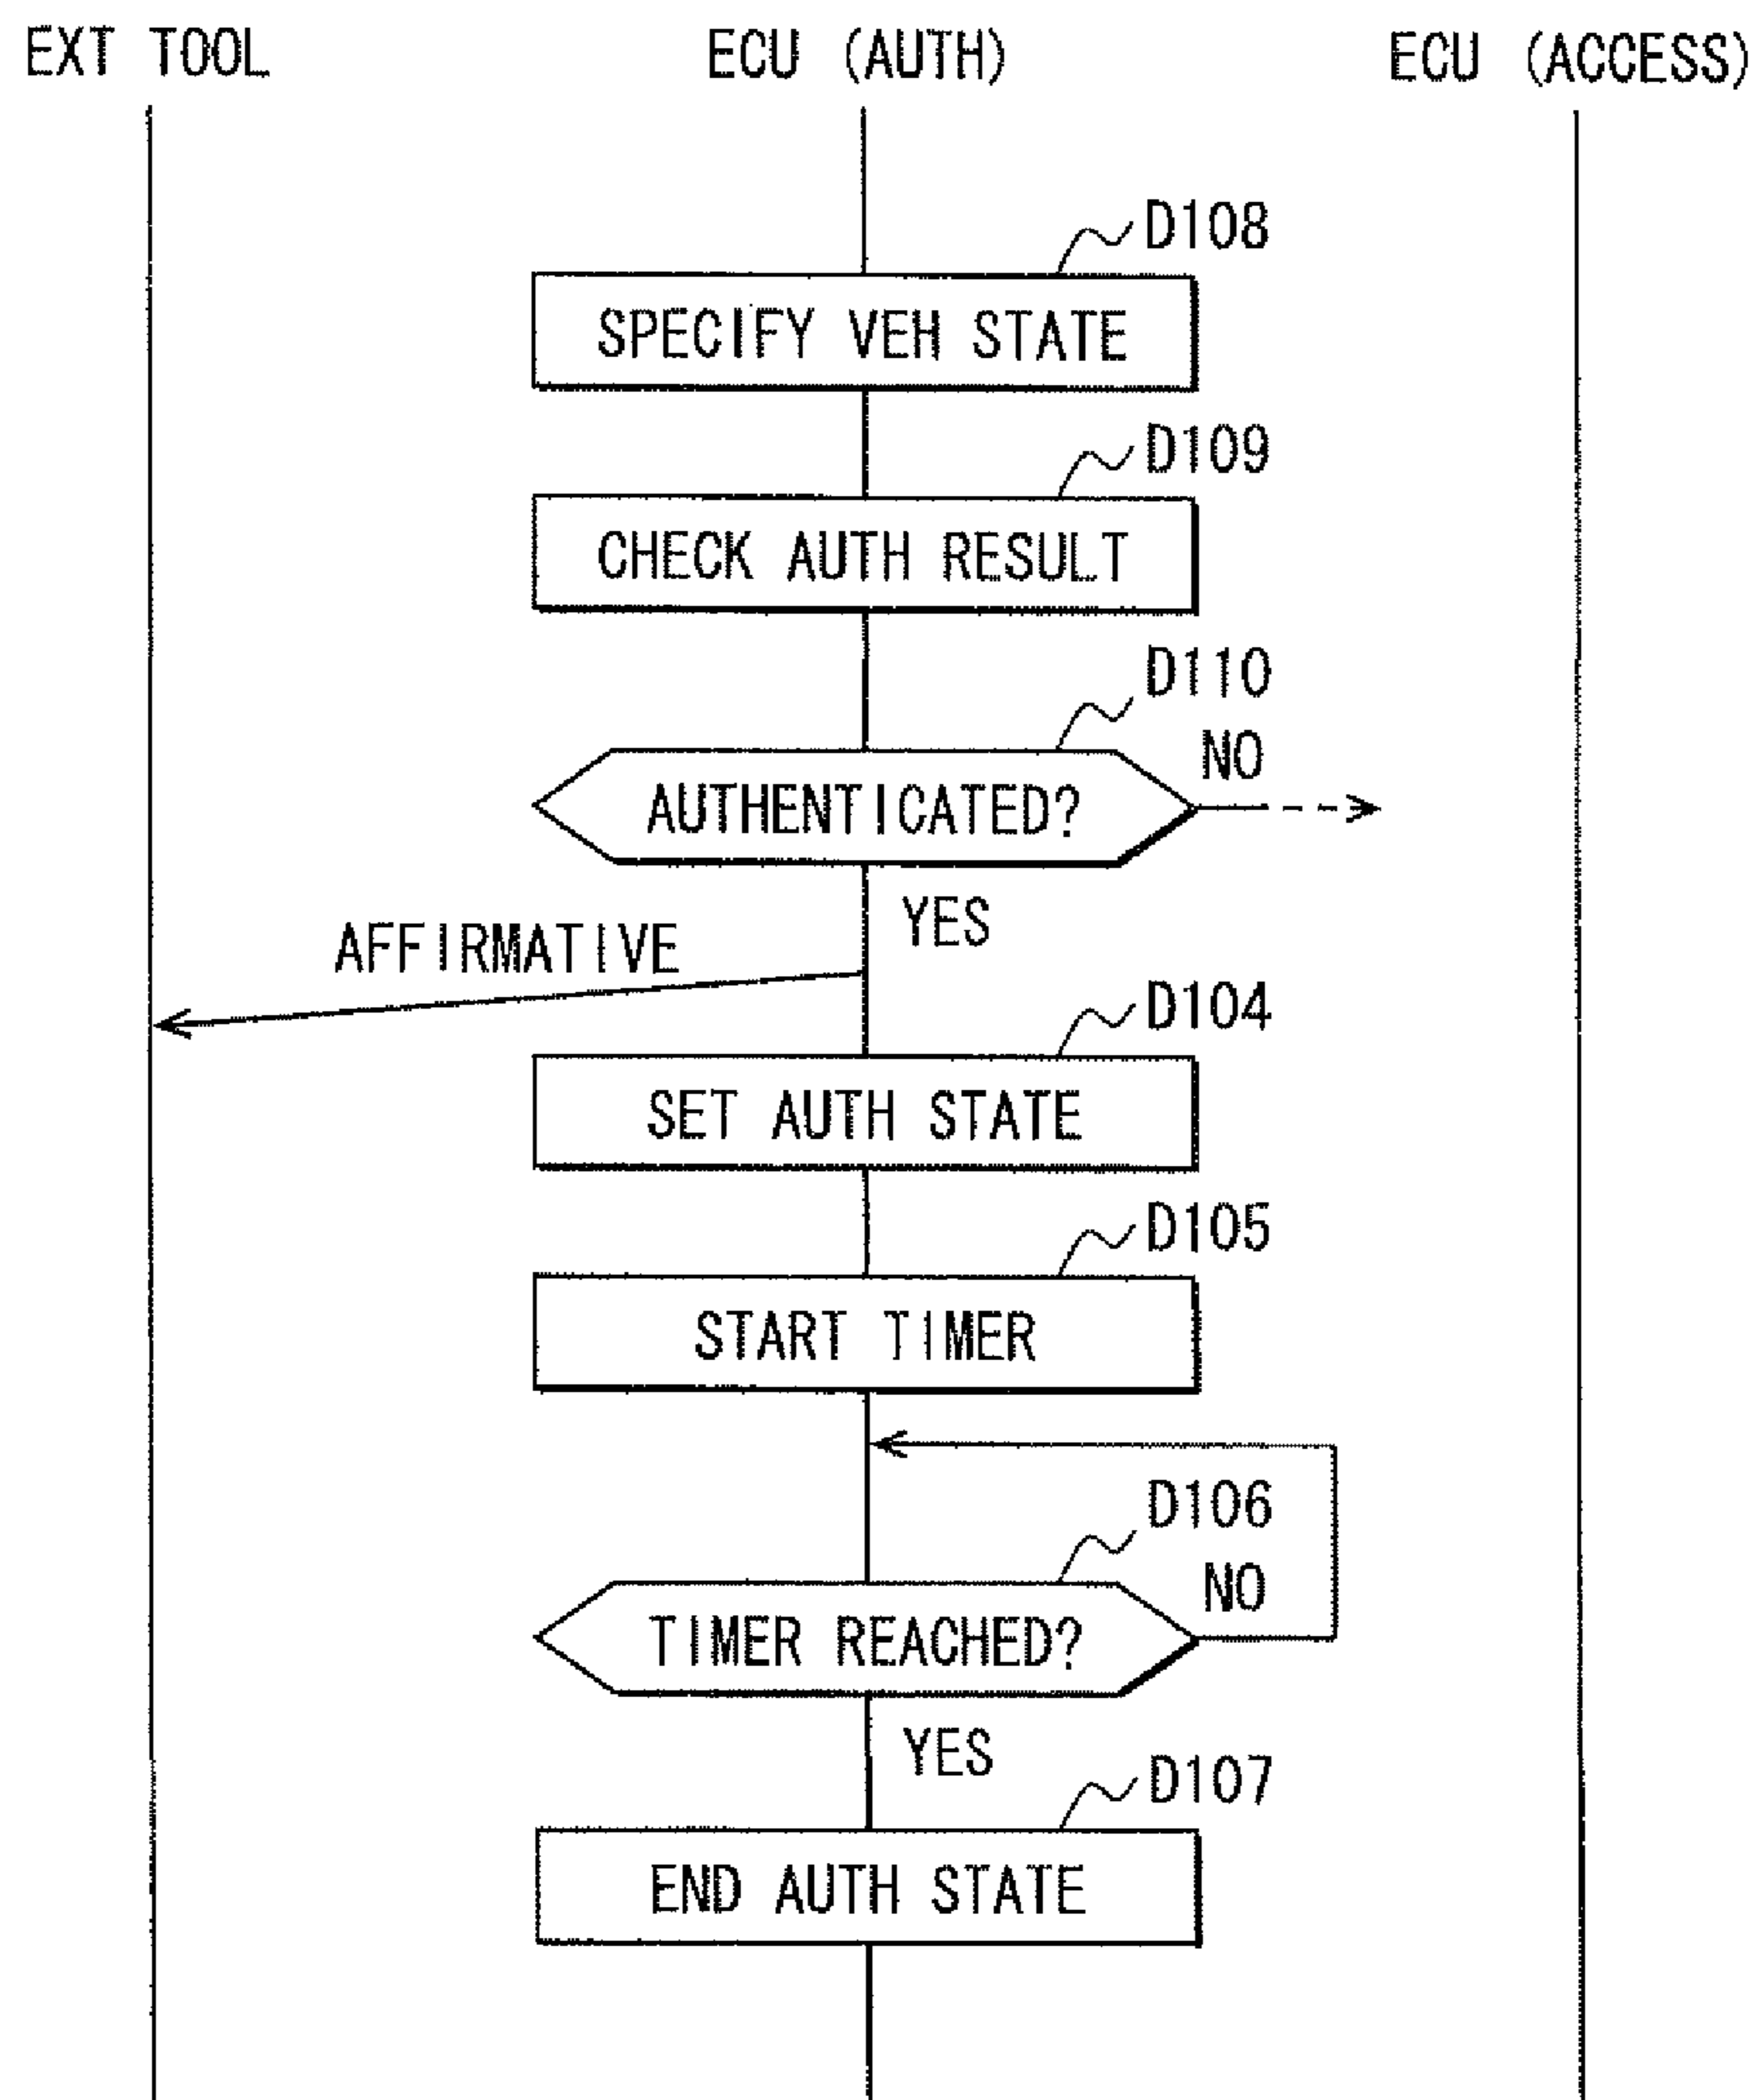 EXT TOOL
ECU (AUTH)
ECU (ACCESS)
D108
SPECIFY VEH STATE
D109
CHECK AUTH RESULT
D110
NO
AUTHENTICATED?
YES
AFFIRMATIVE
D104
SET AUTH STATE
D105
START TIMER
D106
NO
TIMER REACHED?
YES
D107
END AUTH STATE